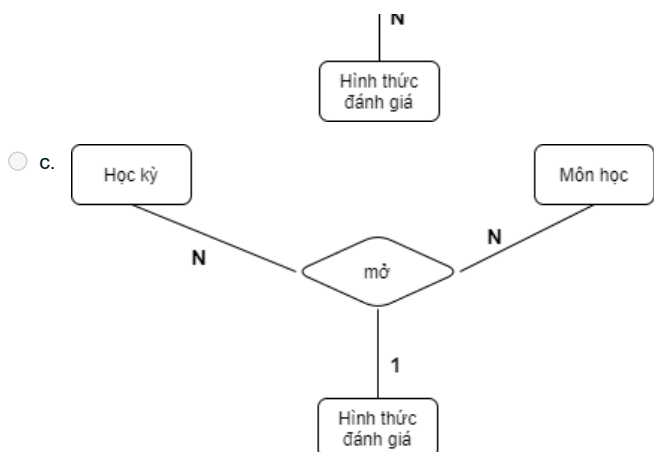 N
Hình thức
đánh giá
c.
Học kỳ
Môn học
N
N
mở
1
Hình thức
đánh giá